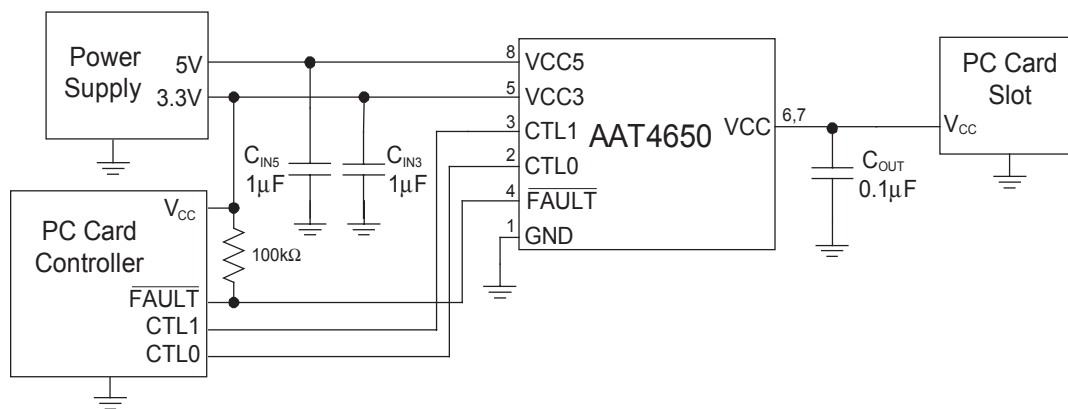 Power
Supply
5V
3.3V
8
VCC5
5
VCC3
3
CTL1
2
CTL0
4
FAULT
1
GND
AAT4650
VCC
6,7
PC Card
Slot
VCC
CIN5
1μF
CIN3
1μF
COUT
0.1μF
PC Card
Controller
VCC
100kΩ
FAULT
CTL1
CTL0